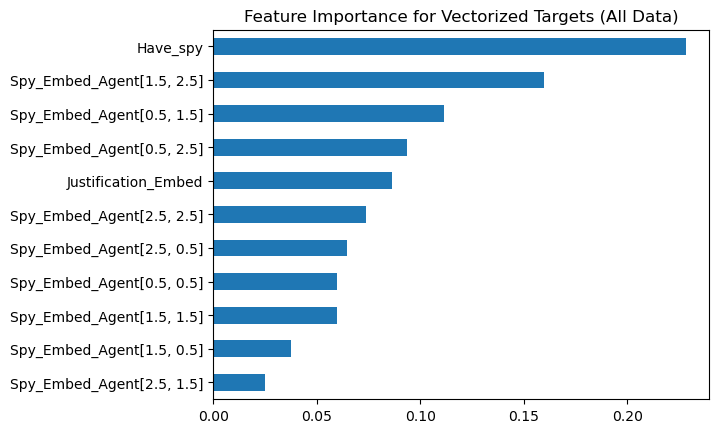 Feature Importance for Vectorized Targets (All Data)
Have_spy
Spy_Embed_Agent[1.5, 2.5]
Spy_Embed_Agent[0.5, 1.5]
Spy_Embed_Agent[0.5, 2.5]
Justification_Embed
Spy_Embed_Agent[2.5, 2.5]
Spy_Embed_Agent[2.5, 0.5]
Spy_Embed_Agent[0.5, 0.5]
Spy_Embed_Agent[1.5, 1.5]
Spy_Embed_Agent[1.5, 0.5]
Spy_Embed_Agent[2.5, 1.5]
0.00 0.05 0.10 0.15 0.20